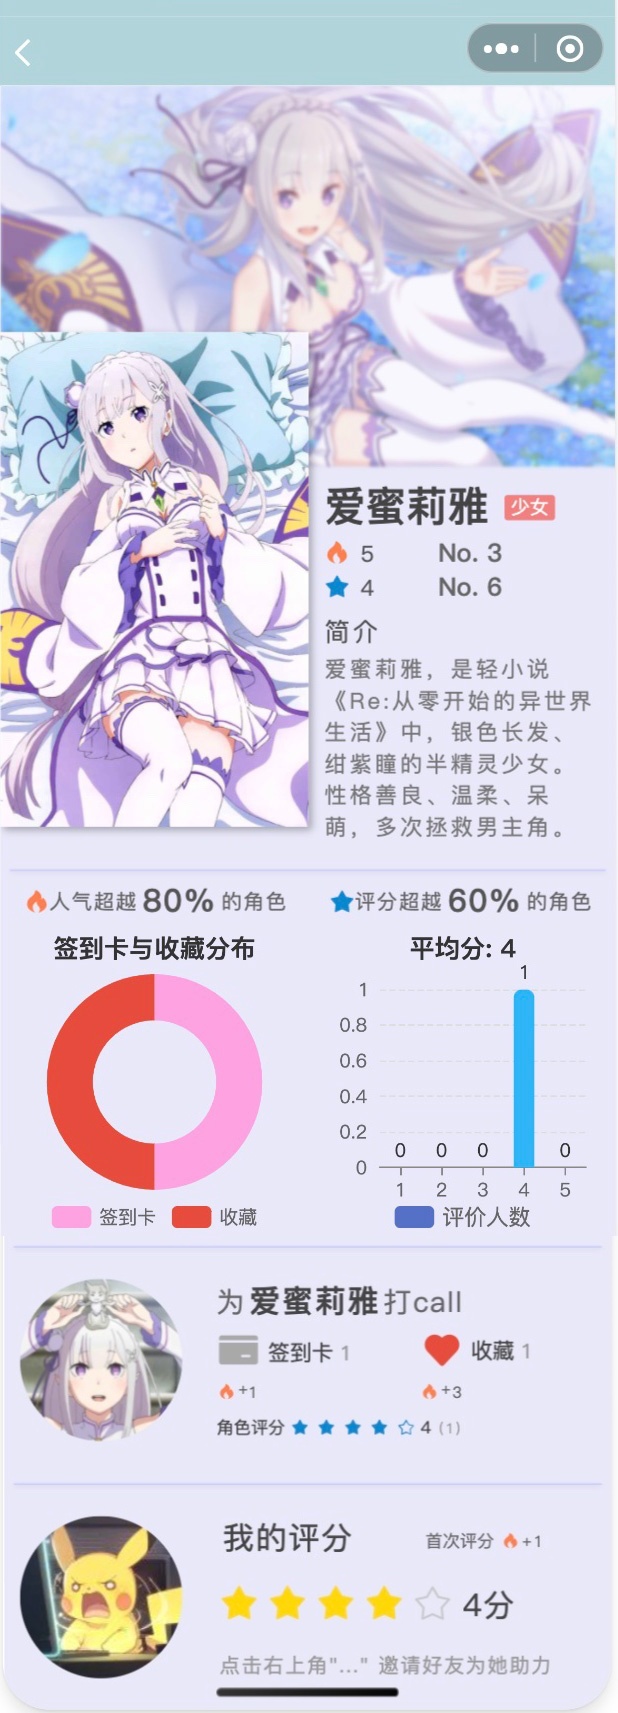 爱蜜莉雅 少女
5 No. 3
4 No. 6
简介
爱蜜莉雅，是轻小说
《Re:从零开始的异世界
生活》中，银色长发、
绀紫瞳的半精灵少女。
性格善良、温柔、呆
萌，多次拯救男主角。
人气超越 80% 的角色
评分超越 60% 的角色
签到卡与收藏分布
签到卡 收藏
平均分: 4
1
1
0.8
0.6
0.4
0.2
0
0 0 0 0
1 2 3 4 5
评价人数
为爱蜜莉雅打call
签到卡 1 收藏 1
+1 +3
角色评分 4 (1)
我的评分 首次评分 +1
4分
点击右上角"..." 邀请好友为她助力